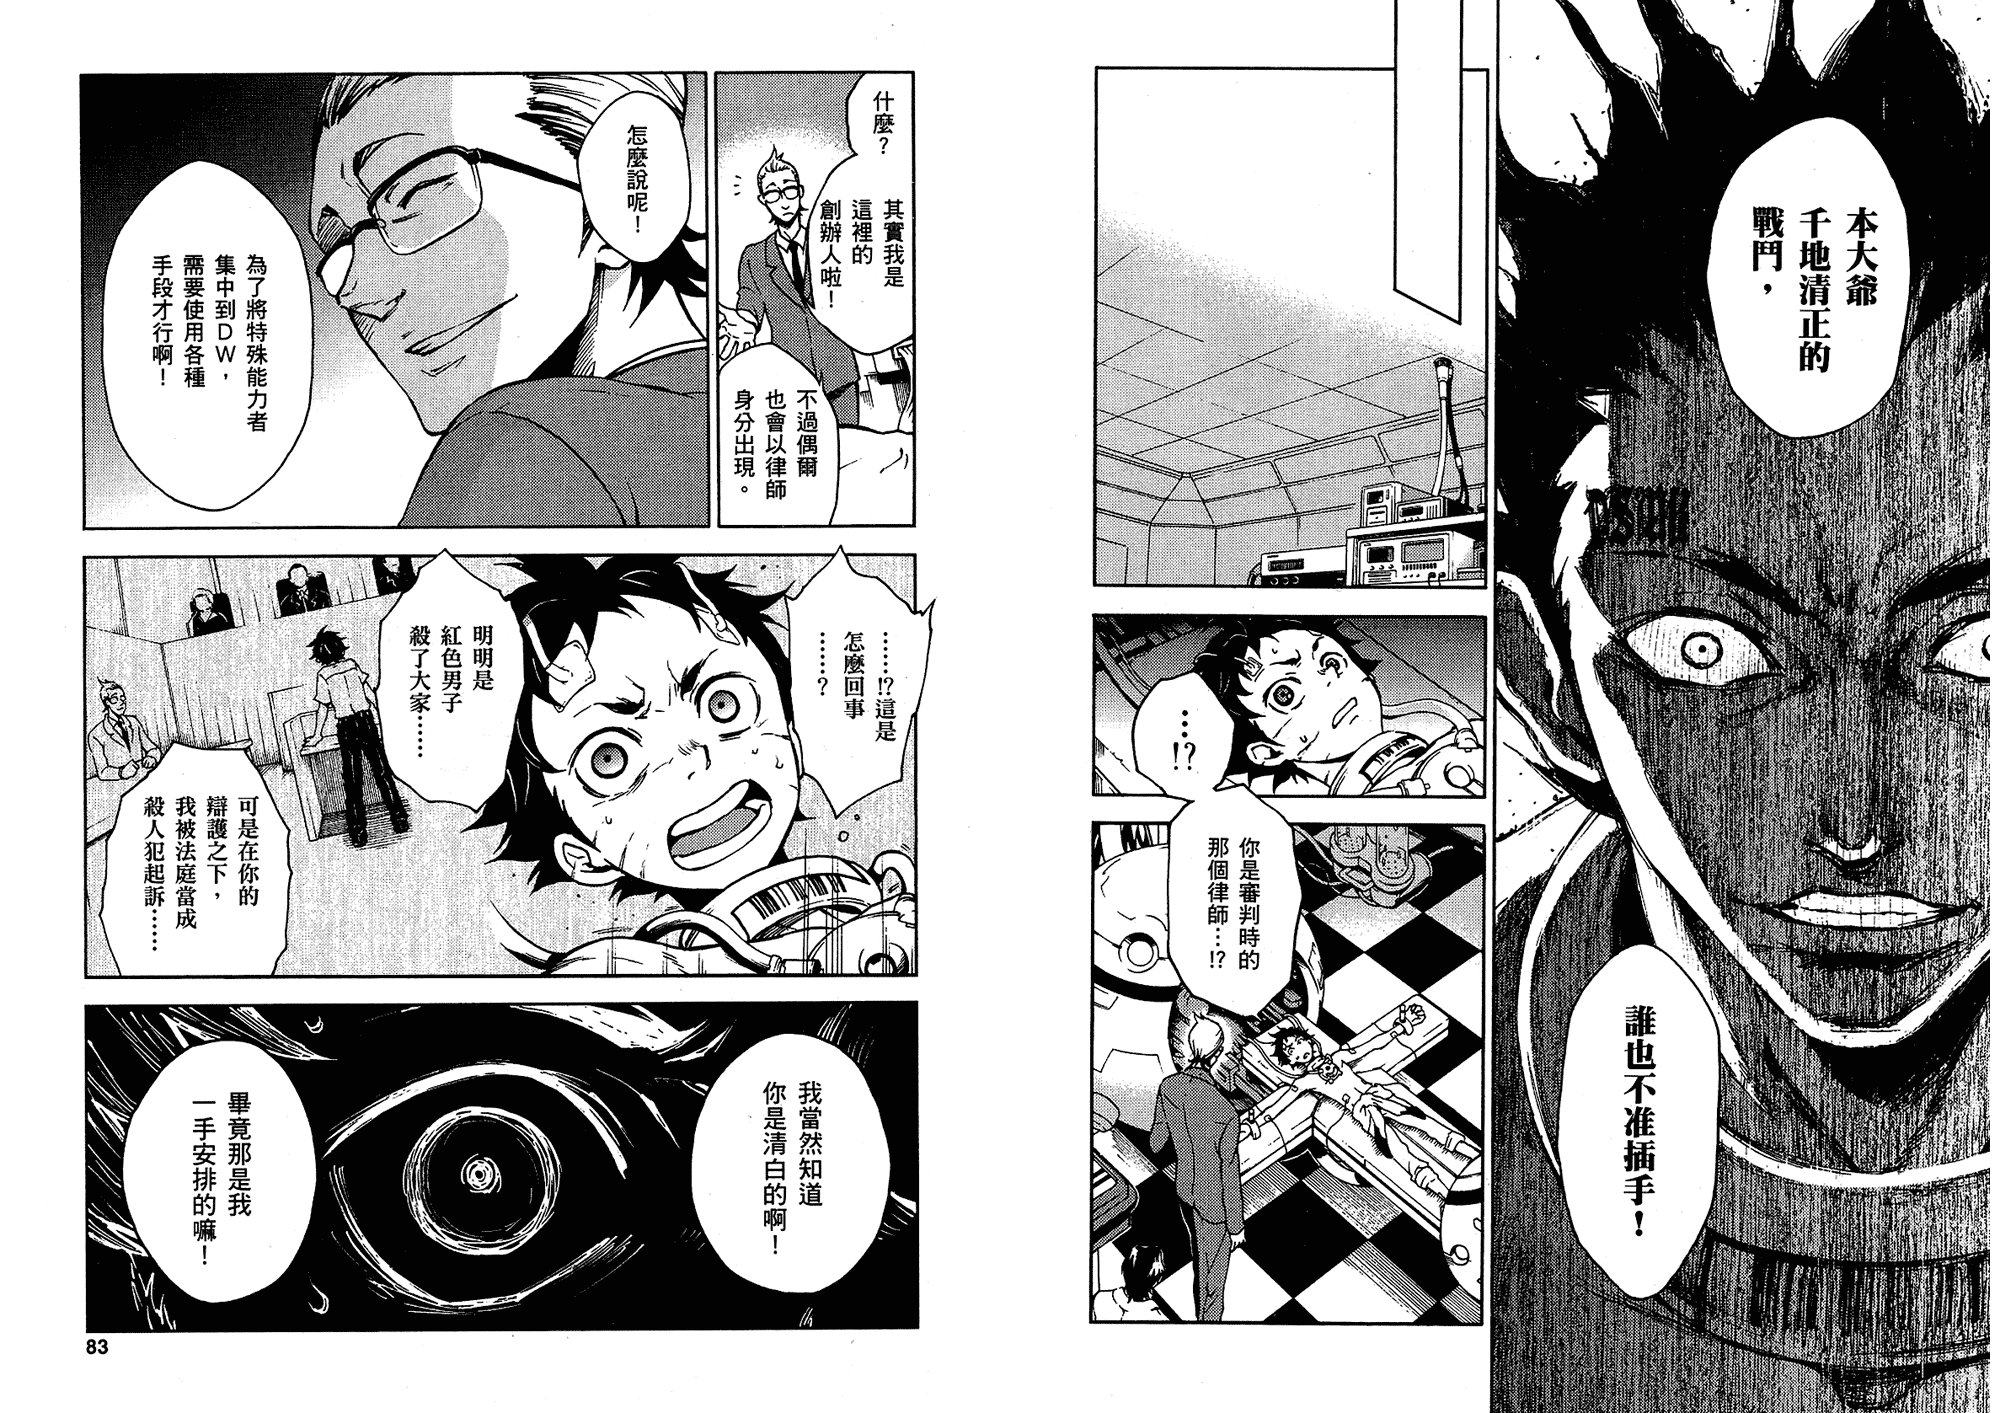 本大爺
千地清正的
戰鬥，
誰也不准插手！
…
!?
你是審判時的
那個律師…!?
什麼？
其實我是
這裡的
創辦人啦！
不過偶爾
也會以律師
身分出現。
怎麼說呢！
為了將特殊能力者
集中到DW，
需要使用各種
手段才行啊！
……!?這是
怎麼回事
……？
明明是
紅色男子
殺了大家……
可是在你的
辯護之下，
我被法庭當成
殺人犯起訴……
我當然知道
你是清白的啊！
畢竟那是我
一手安排的嘛！
83